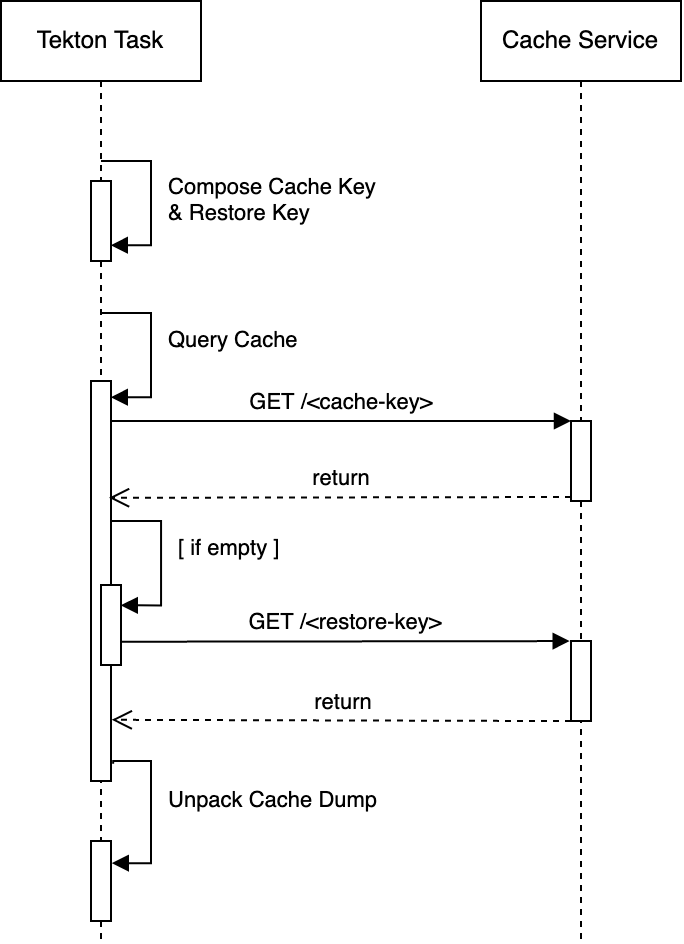 Tekton Task
Cache Service
Compose Cache Key
& Restore Key
Query Cache
GET /<cache-key>
return
[ if empty ]
GET /<restore-key>
return
Unpack Cache Dump